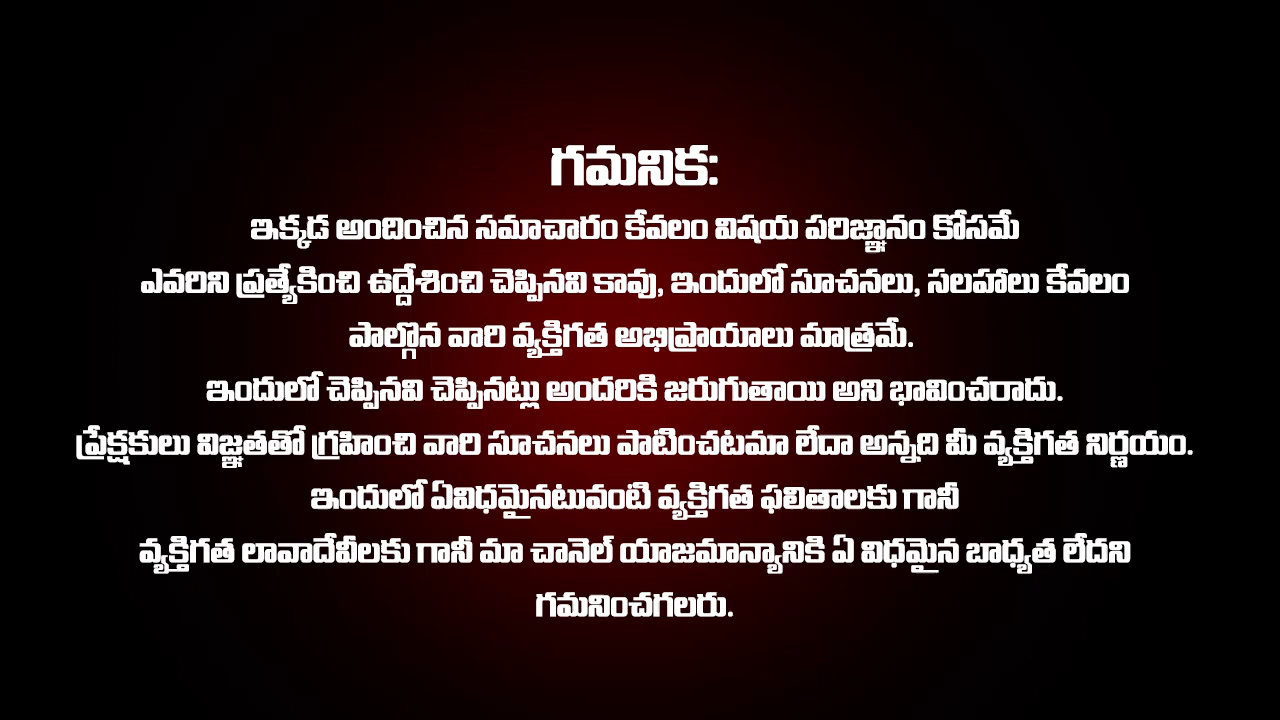 గమనిక:
ఇక్కడ అందించిన సమాచారం కేవలం విషయ పరిజ్ఞానం కోసమే
ఎవరిని ప్రత్యేకించి ఉద్దేశించి చెప్పినవి కావు, ఇందులో సూచనలు, సలహాలు కేవలం
పాల్గొన వారి వ్యక్తిగత అభిప్రాయాలు మాత్రమే.
ఇందులో చెప్పినవి చెప్పినట్లు అందరికి జరుగుతాయి అని భావించరాదు.
ప్రేక్షకులు విజ్ఞతతో గ్రహించి వారి సూచనలు పాటించటమా లేదా అన్నది మీ వ్యక్తిగత నిర్ణయం.
ఇందులో ఏవిధమైనటువంటి వ్యక్తిగత ఫలితాలకు గానీ
వ్యక్తిగత లావాదేవీలకు గానీ మా చానెల్ యాజమాన్యానికి ఏ విధమైన బాధ్యత లేదని
గమనించగలరు.